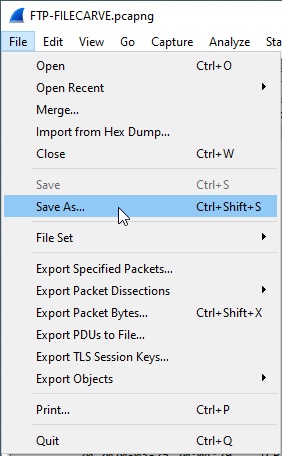 FTP-FILECARVE.pcapng
File Edit View Go Capture Analyze Sta
Open Ctrl+O
Open Recent
Merge...
Import from Hex Dump...
Close Ctrl+W
Save Ctrl+S
Save As... Ctrl+Shift+S
File Set
Export Specified Packets...
Export Packet Dissections
Export Packet Bytes... Ctrl+Shift+X
Export PDUs to File...
Export TLS Session Keys...
Export Objects
Print... Ctrl+P
Quit Ctrl+Q